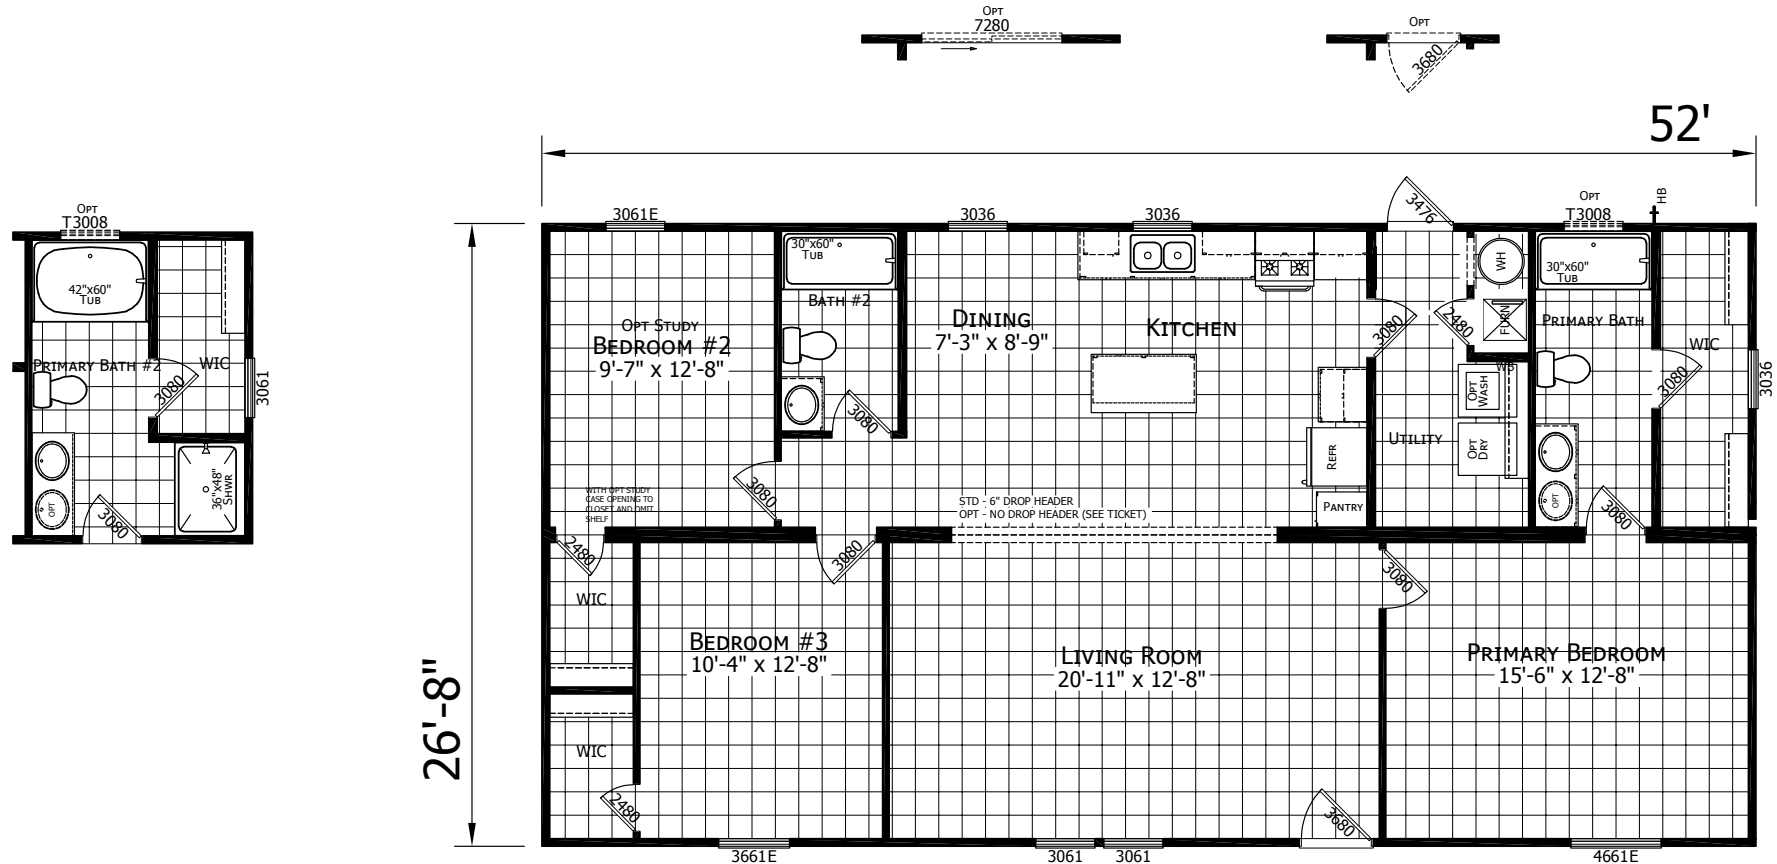 OPT
7280
OPT
3680
52'
OPT
T3008
42"x60"
TUB
PRIMARY BATH #2
WIC
3080
3061
36"x48"
SHWR
OPT
3080
26'-8"
3061E
3036
3036
3476
OPT
T3008
HB
30"x60"
TUB
BATH #2
OPT STUDY
BEDROOM #2
9'-7" x 12'-8"
DINING
7'-3" x 8'-9"
KITCHEN
3080
2480
WH
FURN
30"x60"
TUB
PRIMARY BATH
WIC
3080
3036
WS
OPT
WASH
OPT
DRY
UTILITY
REFR
PANTRY
OPT
3080
3080
3080
WITH OPT STUDY
CASE OPENING TO
CLOSET AND OMIT
SHELF
STD - 6" DROP HEADER
OPT - NO DROP HEADER (SEE TICKET)
2480
3080
3080
WIC
BEDROOM #3
10'-4" x 12'-8"
LIVING ROOM
20'-11" x 12'-8"
PRIMARY BEDROOM
15'-6" x 12'-8"
WIC
2480
3680
3661E
3061
3061
4661E